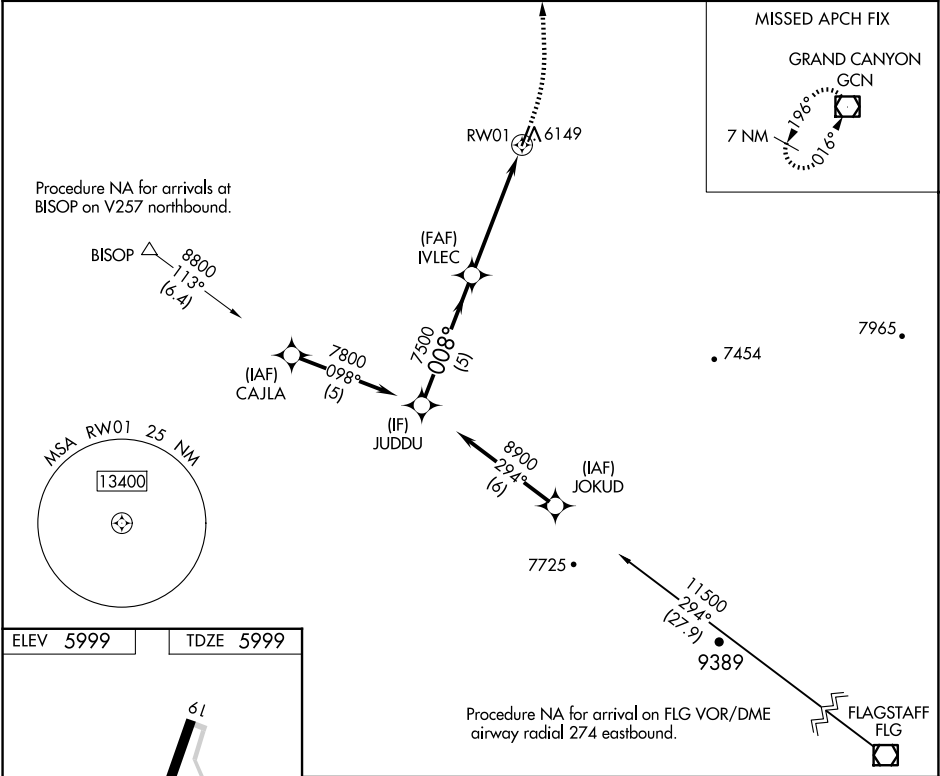 MISSED APCH FIX
GRAND CANYON
GCN
196°
7 NM
016°
RW01
6149
Procedure NA for arrivals at
BISOP on V257 northbound.
BISOP
8800
113°
(6.4)
(FAF)
IVLEC
7500
008°
(5)
7965
7454
(IAF)
CAJLA
7800
098°
(5)
(IF)
JUDDU
8900
294°
(6)
(IAF)
JOKUD
MSA RW01 25 NM
13400
7725
11500
294°
(27.9)
9389
ELEV 5999
TDZE 5999
19
Procedure NA for arrival on FLG VOR/DME
airway radial 274 eastbound.
FLAGSTAFF
FLG